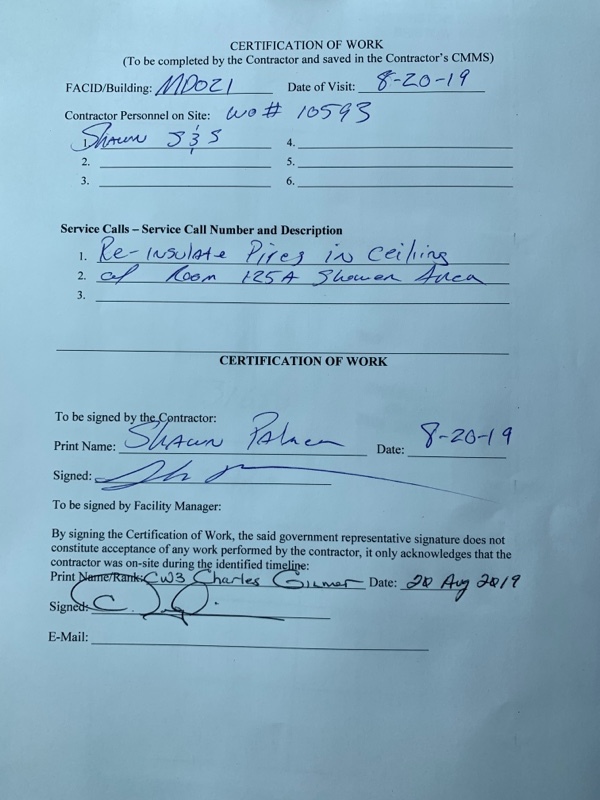 CERTIFICATION OF WORK
(To be completed by the Contractor and saved in the Contractor's CMMS)
FACID/Building: MD021 Date of Visit: 8-20-19
Contractor Personnel on Site: WO# 10593
1. Shawn S & S 4.
2. 5.
3. 6.
Service Calls – Service Call Number and Description
1. Re-Insulate Pipes in Ceiling
2. of Room 125A Shower Area
3.
CERTIFICATION OF WORK
To be signed by the Contractor:
Print Name: Shawn Date: 8-20-19
Signed:
To be signed by Facility Manager:
By signing the Certification of Work, the said government representative signature does not
constitute acceptance of any work performed by the contractor, it only acknowledges that the
contractor was on-site during the identified timeline:
Print Name/Rank: CW3 Charles Gilmer Date: 20 Aug 2019
Signed: C.
E-Mail: